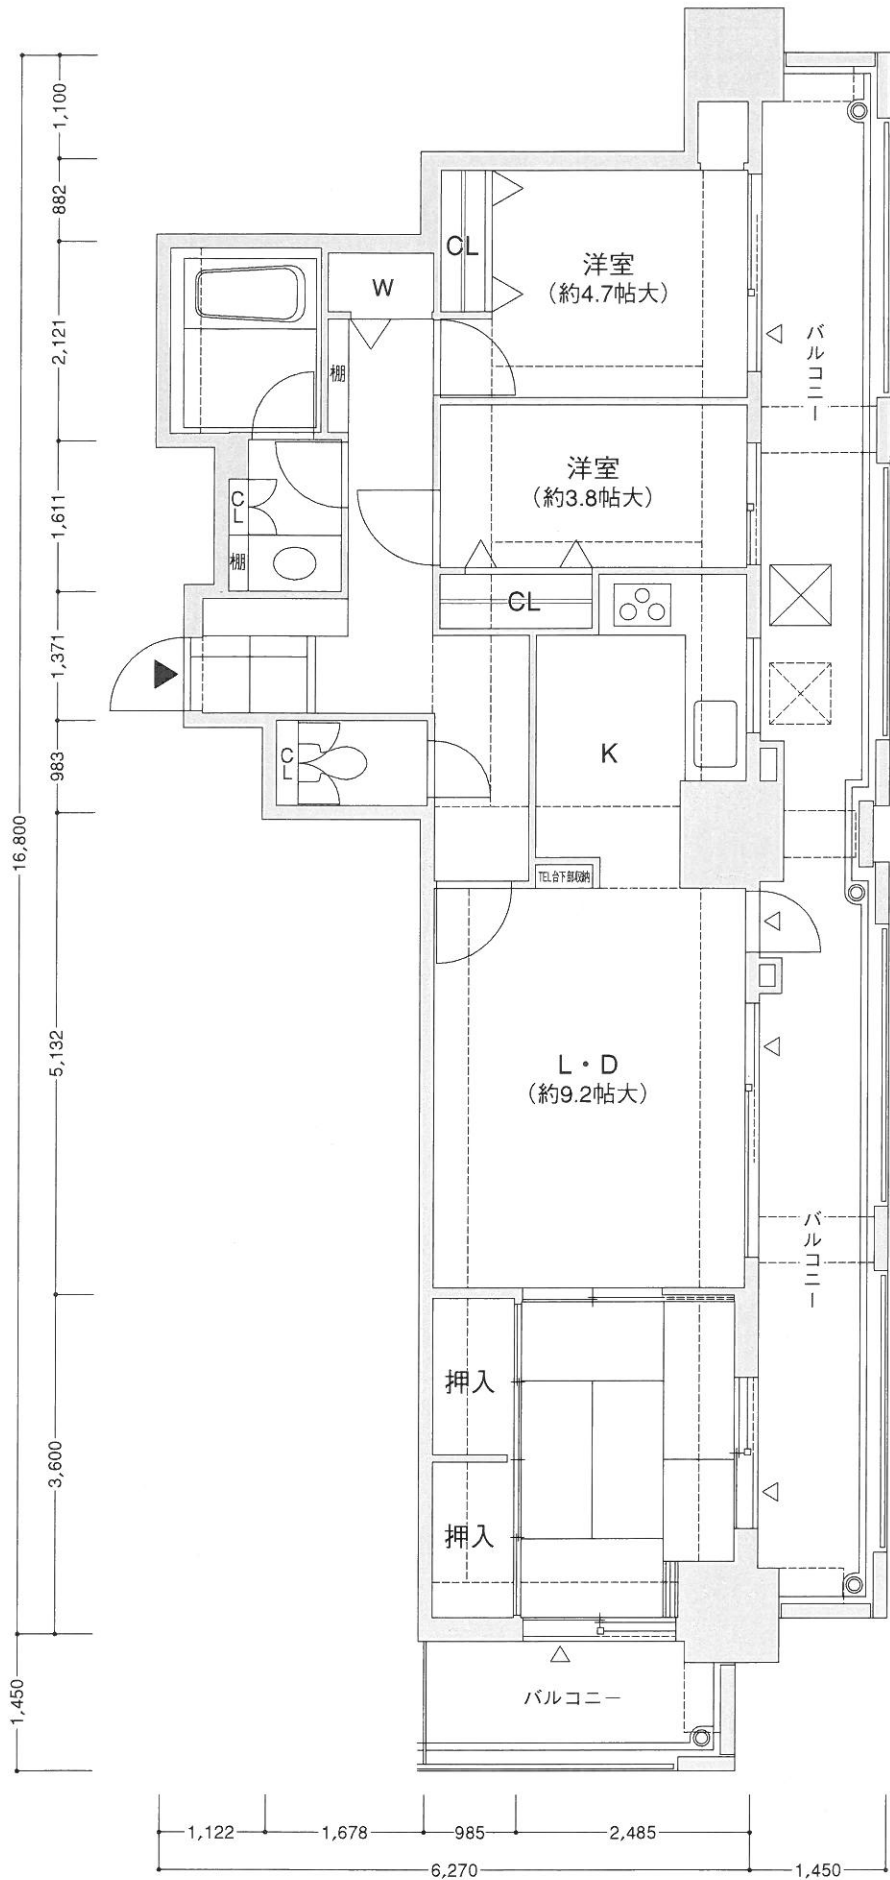 1,100
882
2,121
1,611
1,371
983
5,132
3,600
16,800
1,450
CL
洋室
(約4.7帖大)
W
棚
バルコニー
洋室
(約3.8帖大)
CL
棚
CL
K
CL
TEL台下部収納
L・D
(約9.2帖大)
バルコニー
押入
押入
バルコニー
1,122
1,678
985
2,485
6,270
1,450